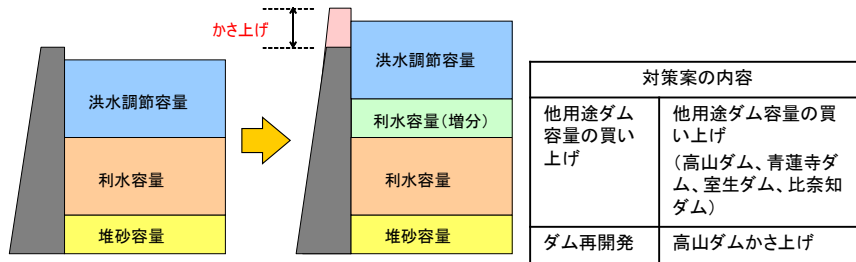 かさ上げ
洪水調節容量
利水容量
堆砂容量
洪水調節容量
利水容量(増分)
利水容量
堆砂容量
対策案の内容
他用途ダム
容量の買い
上げ
他用途ダム容量の買
い上げ
(高山ダム、青蓮寺ダ
ム、室生ダム、比奈知
ダム)
ダム再開発
高山ダムかさ上げ